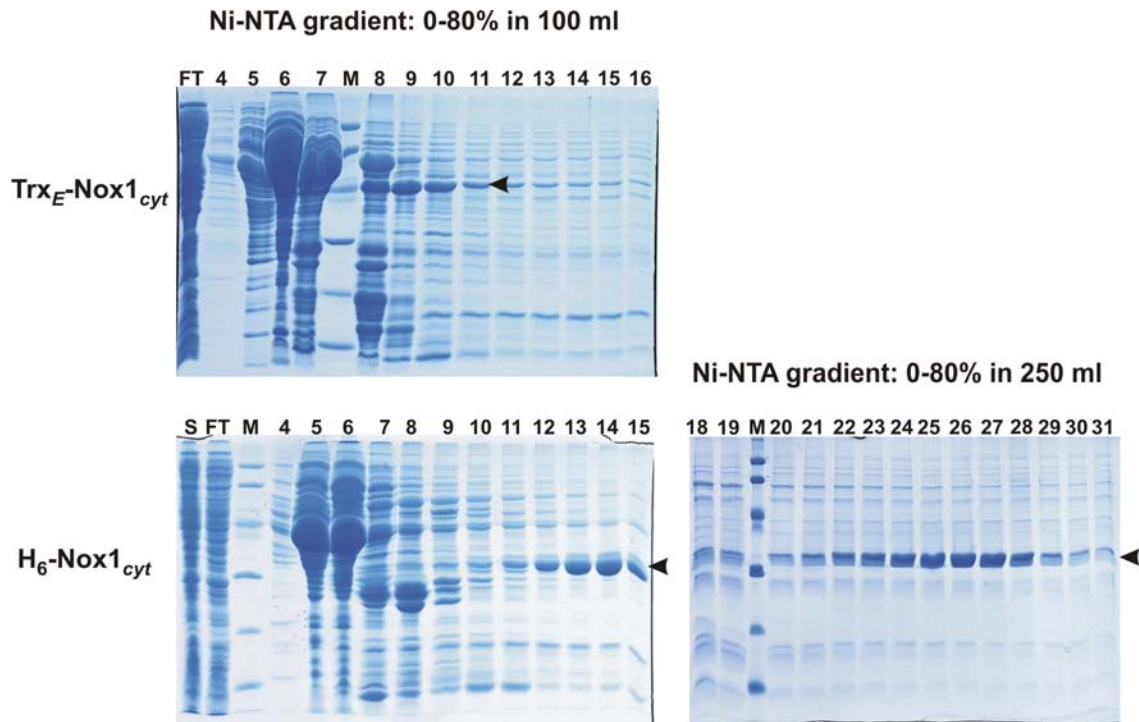 Ni-NTA gradient: 0-80% in 100 ml
FT 4 5 6 7 M 8 9 10 11 12 13 14 15 16
Trx_E-Nox1_cyt
Ni-NTA gradient: 0-80% in 250 ml
S FT M 4 5 6 7 8 9 10 11 12 13 14 15
18 19 M 20 21 22 23 24 25 26 27 28 29 30 31
H₆-Nox1_cyt